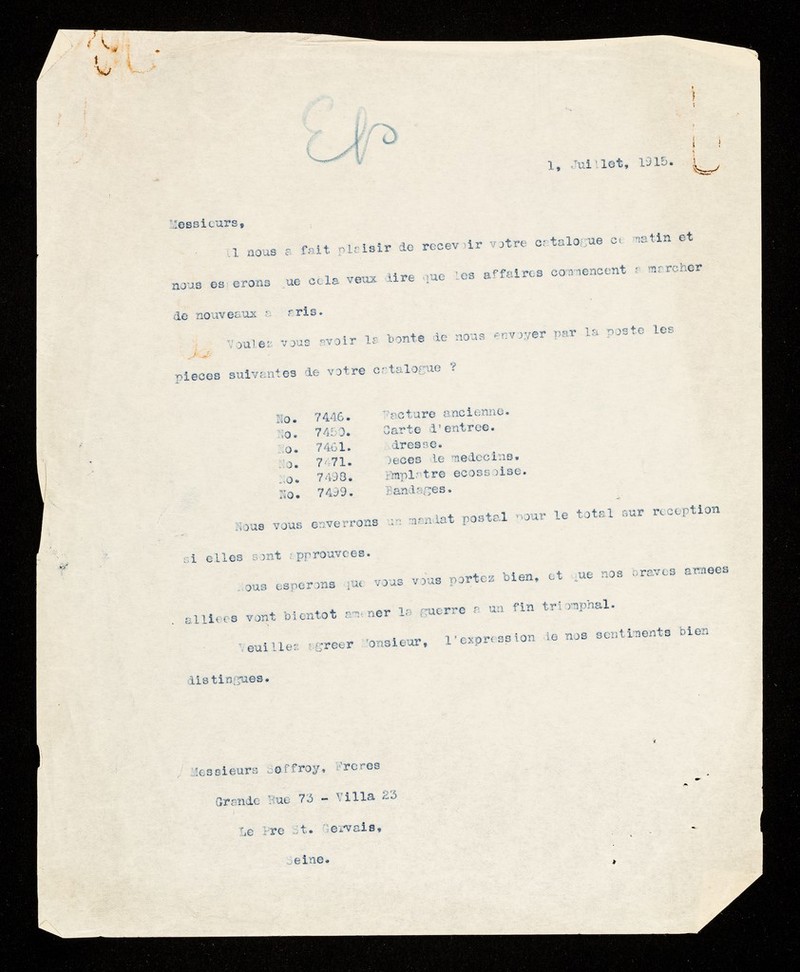 Eb
1, Juillet, 1915.
Messieurs,
Il nous a fait plaisir de recevoir votre catalogue ce matin et
nous esperons que cela veux dire que les affaires commencent a marcher
de nouveaux a Paris.
Voulez vous avoir la bonte de nous envoyer par la poste les
pieces suivantes de votre catalogue ?
No. 7446. Facture ancienne.
No. 7450. Carte d'entree.
No. 7461. Adresse.
No. 7471. Deces de medecins.
No. 7498. Emplatre ecossoise.
No. 7499. Bandages.
Nous vous enverrons un mandat postal pour le total sur reception
si elles sont approuvees.
Nous esperons que vous vous portez bien, et que nos braves armees
alliees vont bientot amener la guerre a un fin triomphal.
Veuillez agreer Monsieur, l'expression de nos sentiments bien
distingues.
Messieurs Soffroy, Freres
Grande Rue 73 - Villa 23
Le Pre St. Gervais,
Seine.